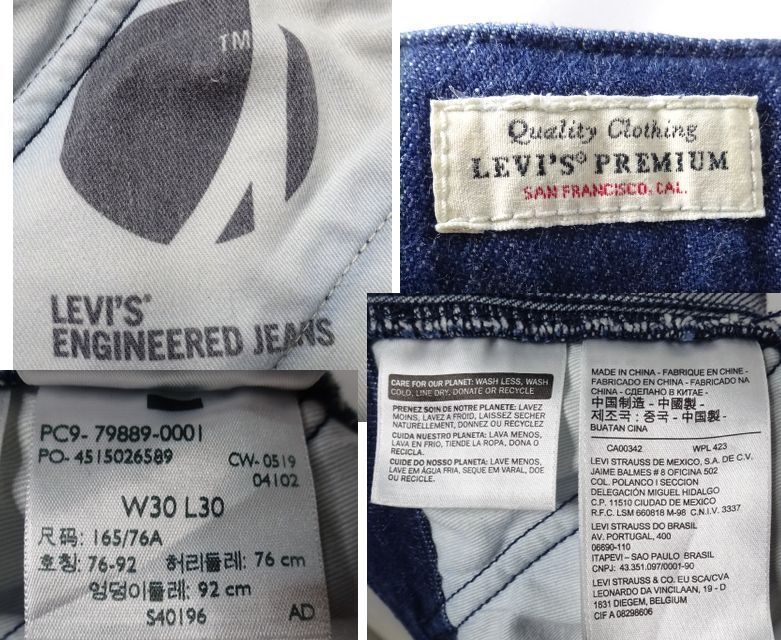 TM
LEVI'S®
ENGINEERED JEANS
Quality Clothing
LEVI'S® PREMIUM
SAN FRANCISCO, CAL.
PC9- 79889-0001
PO- 4515026589
CW-0519
04102
W30 L30
尺码: 165/76A
호칭: 76-92 허리둘레: 76 cm
엉덩이둘레: 92 cm
S40196
AD
CARE FOR OUR PLANET: WASH LESS, WASH
COLD, LINE DRY, DONATE OR RECYCLE
PRENEZ SOIN DE NOTRE PLANETE: LAVEZ
MOINS, LAVEZ A FROID, LAISSEZ SECHER
NATURELLEMENT, DONNEZ OU RECYCLEZ
CUIDA NUESTRO PLANETA: LAVA MENOS,
LAVA EN FRIO, TIENDE LA ROPA, DONA O
RECICLA.
CUIDE DO NOSSO PLANETA: LAVE MENOS,
LAVE EM ÁGUA FRIA, SEQUE EM VARAL, DOE
OU RECICLE.
MADE IN CHINA - FABRIQUE EN CHINE -
FABRICADO EN CHINA - FABRICADO NA
CHINA - СДЕЛАНО В КИТАЕ -
中国制造 - 中國製 -
제조국 : 중국 - 中国製 -
BUATAN CINA
CA00342 WPL 423
LEVI STRAUSS DE MEXICO, S.A. DE C.V.
JAIME BALMES # 8 OFICINA 502
COL. POLANCO I SECCION
DELEGACIÓN MIGUEL HIDALGO
C.P. 11510 CIUDAD DE MEXICO
R.F.C. LSM 660818 M-98 C.N.I.V. 3337
LEVI STRAUSS DO BRASIL
AV. PORTUGAL, 400
06690-110
ITAPEVI – SAO PAULO BRASIL
CNPJ: 43.351.097/0001-90
LEVI STRAUSS & CO. EU SCA/CVA
LEONARDO DA VINCILAAN, 19 - D
1831 DIEGEM, BELGIUM
CIF A 08298606